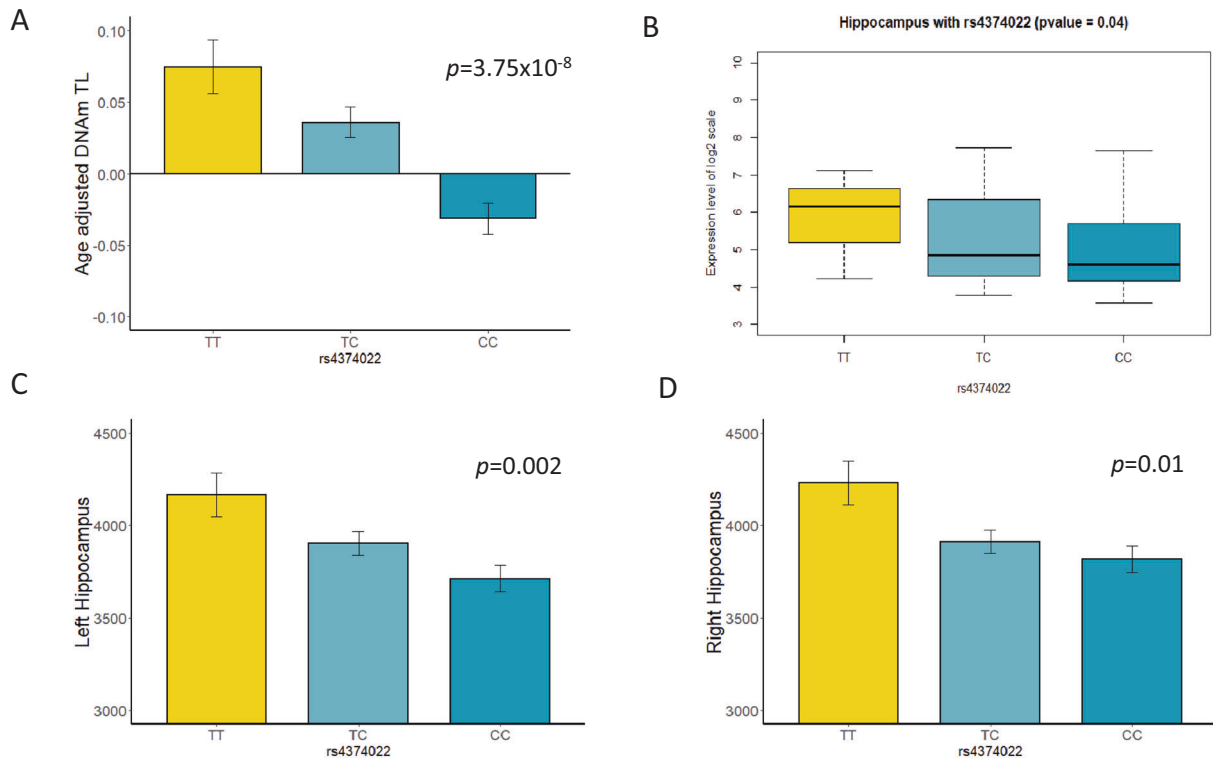 A
Age adjusted DNAm TL
0.10
0.05
0.00
-0.05
-0.10
p=3.75x10-8
TT
TC
CC
rs4374022
B
Hippocampus with rs4374022 (pvalue = 0.04)
Expression level of log2 scale
10
9
8
7
6
5
4
3
TT
TC
CC
rs4374022
C
Left Hippocampus
4500
4000
3500
3000
p=0.002
TT
TC
CC
rs4374022
D
Right Hippocampus
4500
4000
3500
3000
p=0.01
TT
TC
CC
rs4374022